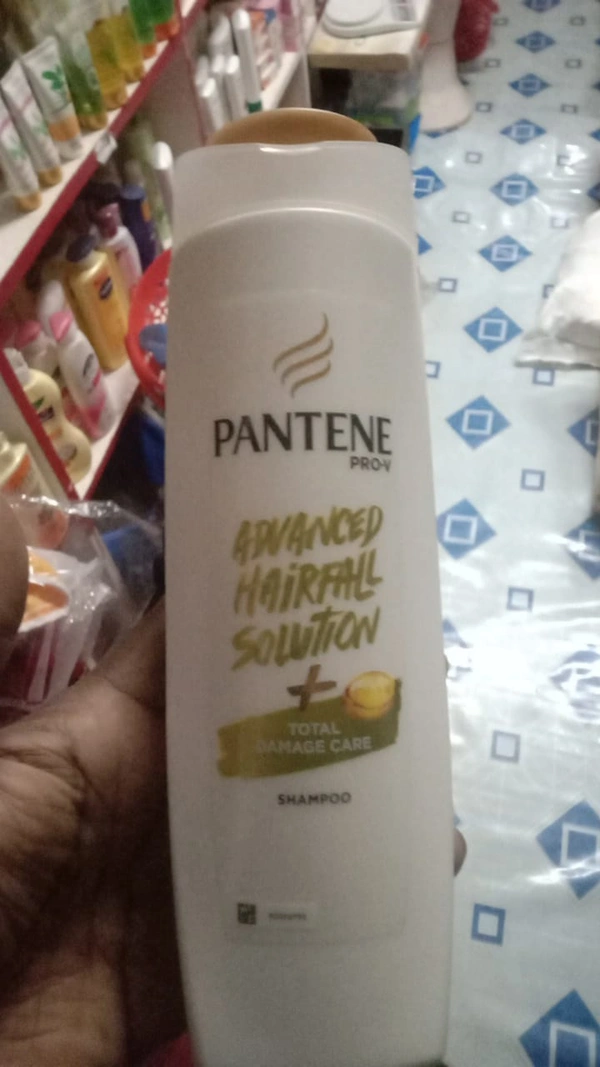 PANTENE
PRO-V
ADVANCED
HAIRFALL
SOLUTION
+
TOTAL
DAMAGE CARE
SHAMPOO